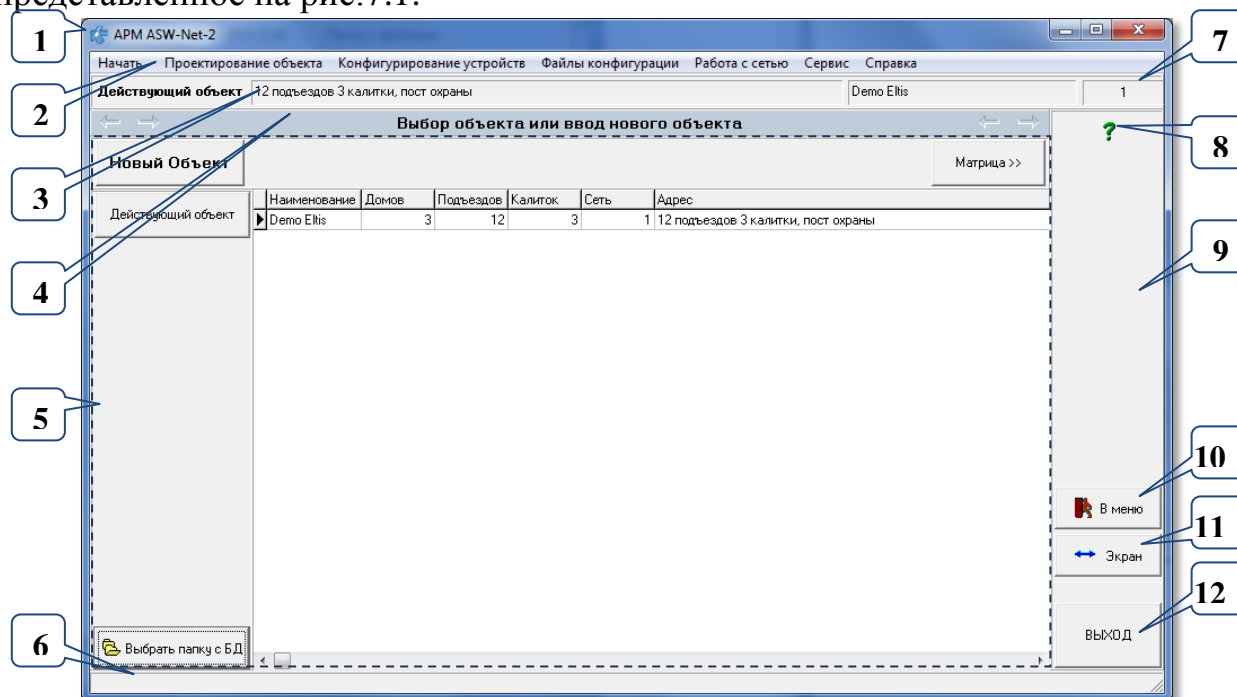 представленное на рис.7.1.
АРМ ASW-Net-2
Начать Проектирование объекта Конфигурирование устройств Файлы конфигурации Работа с сетью Сервис Справка
Действующий объект 12 подъездов 3 калитки, пост охраны Demo Eltis 1
Выбор объекта или ввод нового объекта
?
Новый Объект
Матрица >>
Действующий объект
Наименование Домов Подъездов Калиток Сеть Адрес
Demo Eltis 3 12 3 1 12 подъездов 3 калитки, пост охраны
В меню
Экран
ВЫХОД
Выбрать папку с БД
1
2
3
4
5
6
7
8
9
10
11
12